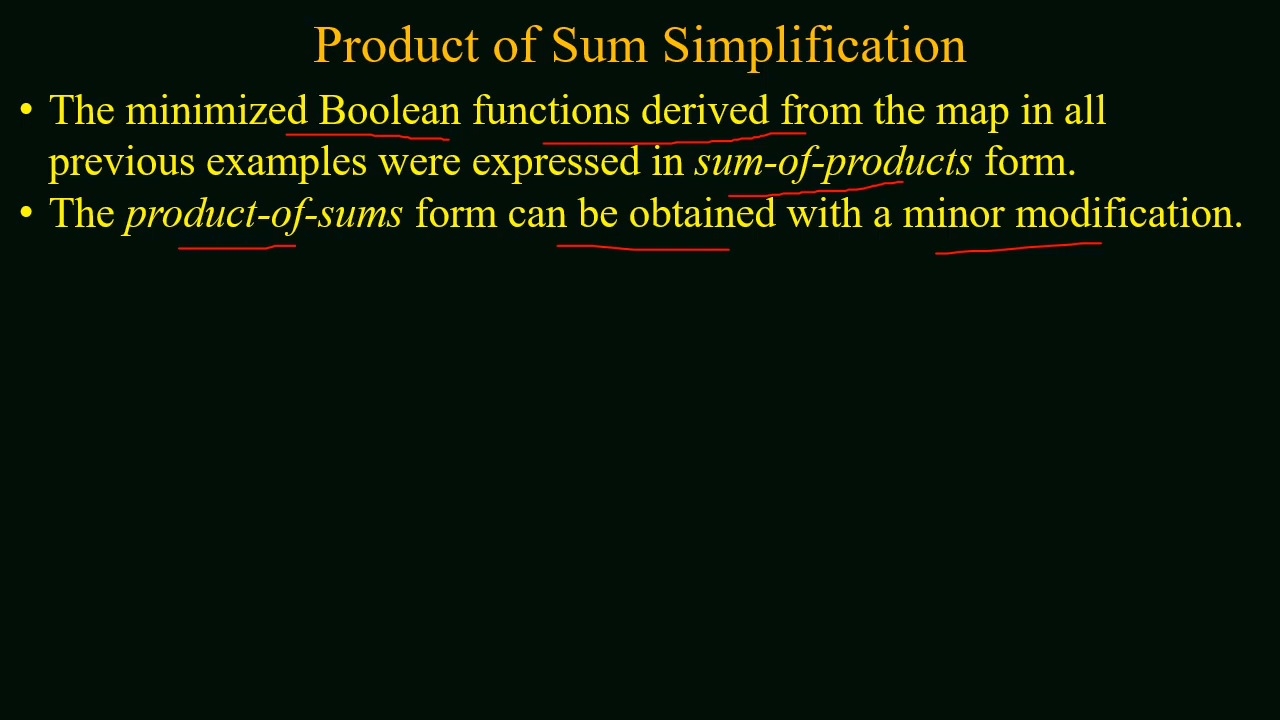 Product of Sum Simplification
• The minimized Boolean functions derived from the map in all
previous examples were expressed in sum-of-products form.
• The product-of-sums form can be obtained with a minor modification.